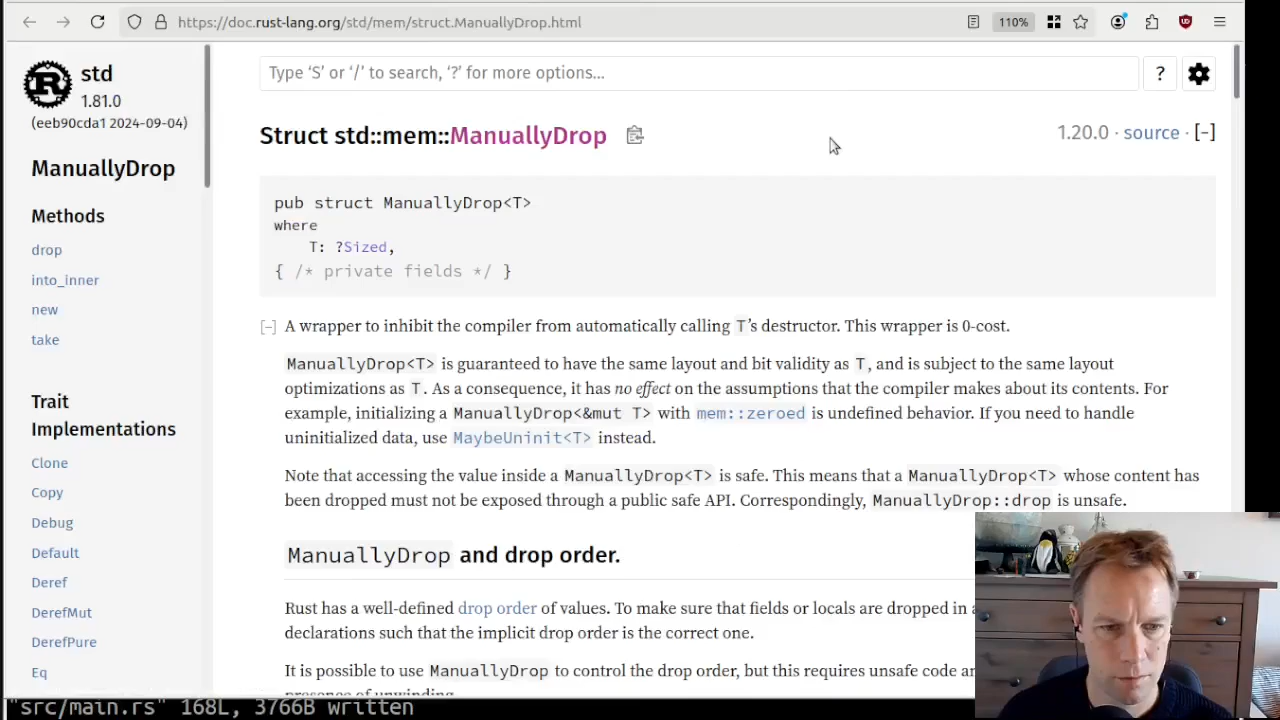 https://doc.rust-lang.org/std/mem/struct.ManuallyDrop.html
110%
std
1.81.0
(eeb90cda1 2024-09-04)
ManuallyDrop
Methods
drop
into_inner
new
take
Trait
Implementations
Clone
Copy
Debug
Default
Deref
DerefMut
DerefPure
Eq
Type ‘S’ or ‘/’ to search, ‘?’ for more options…
?
Struct std::mem::ManuallyDrop
1.20.0 · source · [-]
pub struct ManuallyDrop<T>
where
T: ?Sized,
{ /* private fields */ }
[−] A wrapper to inhibit the compiler from automatically calling T’s destructor. This wrapper is 0-cost.
ManuallyDrop<T> is guaranteed to have the same layout and bit validity as T, and is subject to the same layout
optimizations as T. As a consequence, it has no effect on the assumptions that the compiler makes about its contents. For
example, initializing a ManuallyDrop<&mut T> with mem::zeroed is undefined behavior. If you need to handle
uninitialized data, use MaybeUninit<T> instead.
Note that accessing the value inside a ManuallyDrop<T> is safe. This means that a ManuallyDrop<T> whose content has
been dropped must not be exposed through a public safe API. Correspondingly, ManuallyDrop::drop is unsafe.
ManuallyDrop and drop order.
Rust has a well-defined drop order of values. To make sure that fields or locals are dropped in a
declarations such that the implicit drop order is the correct one.
It is possible to use ManuallyDrop to control the drop order, but this requires unsafe code an
presence of unwinding.
"src/main.rs" 168L, 3766B written